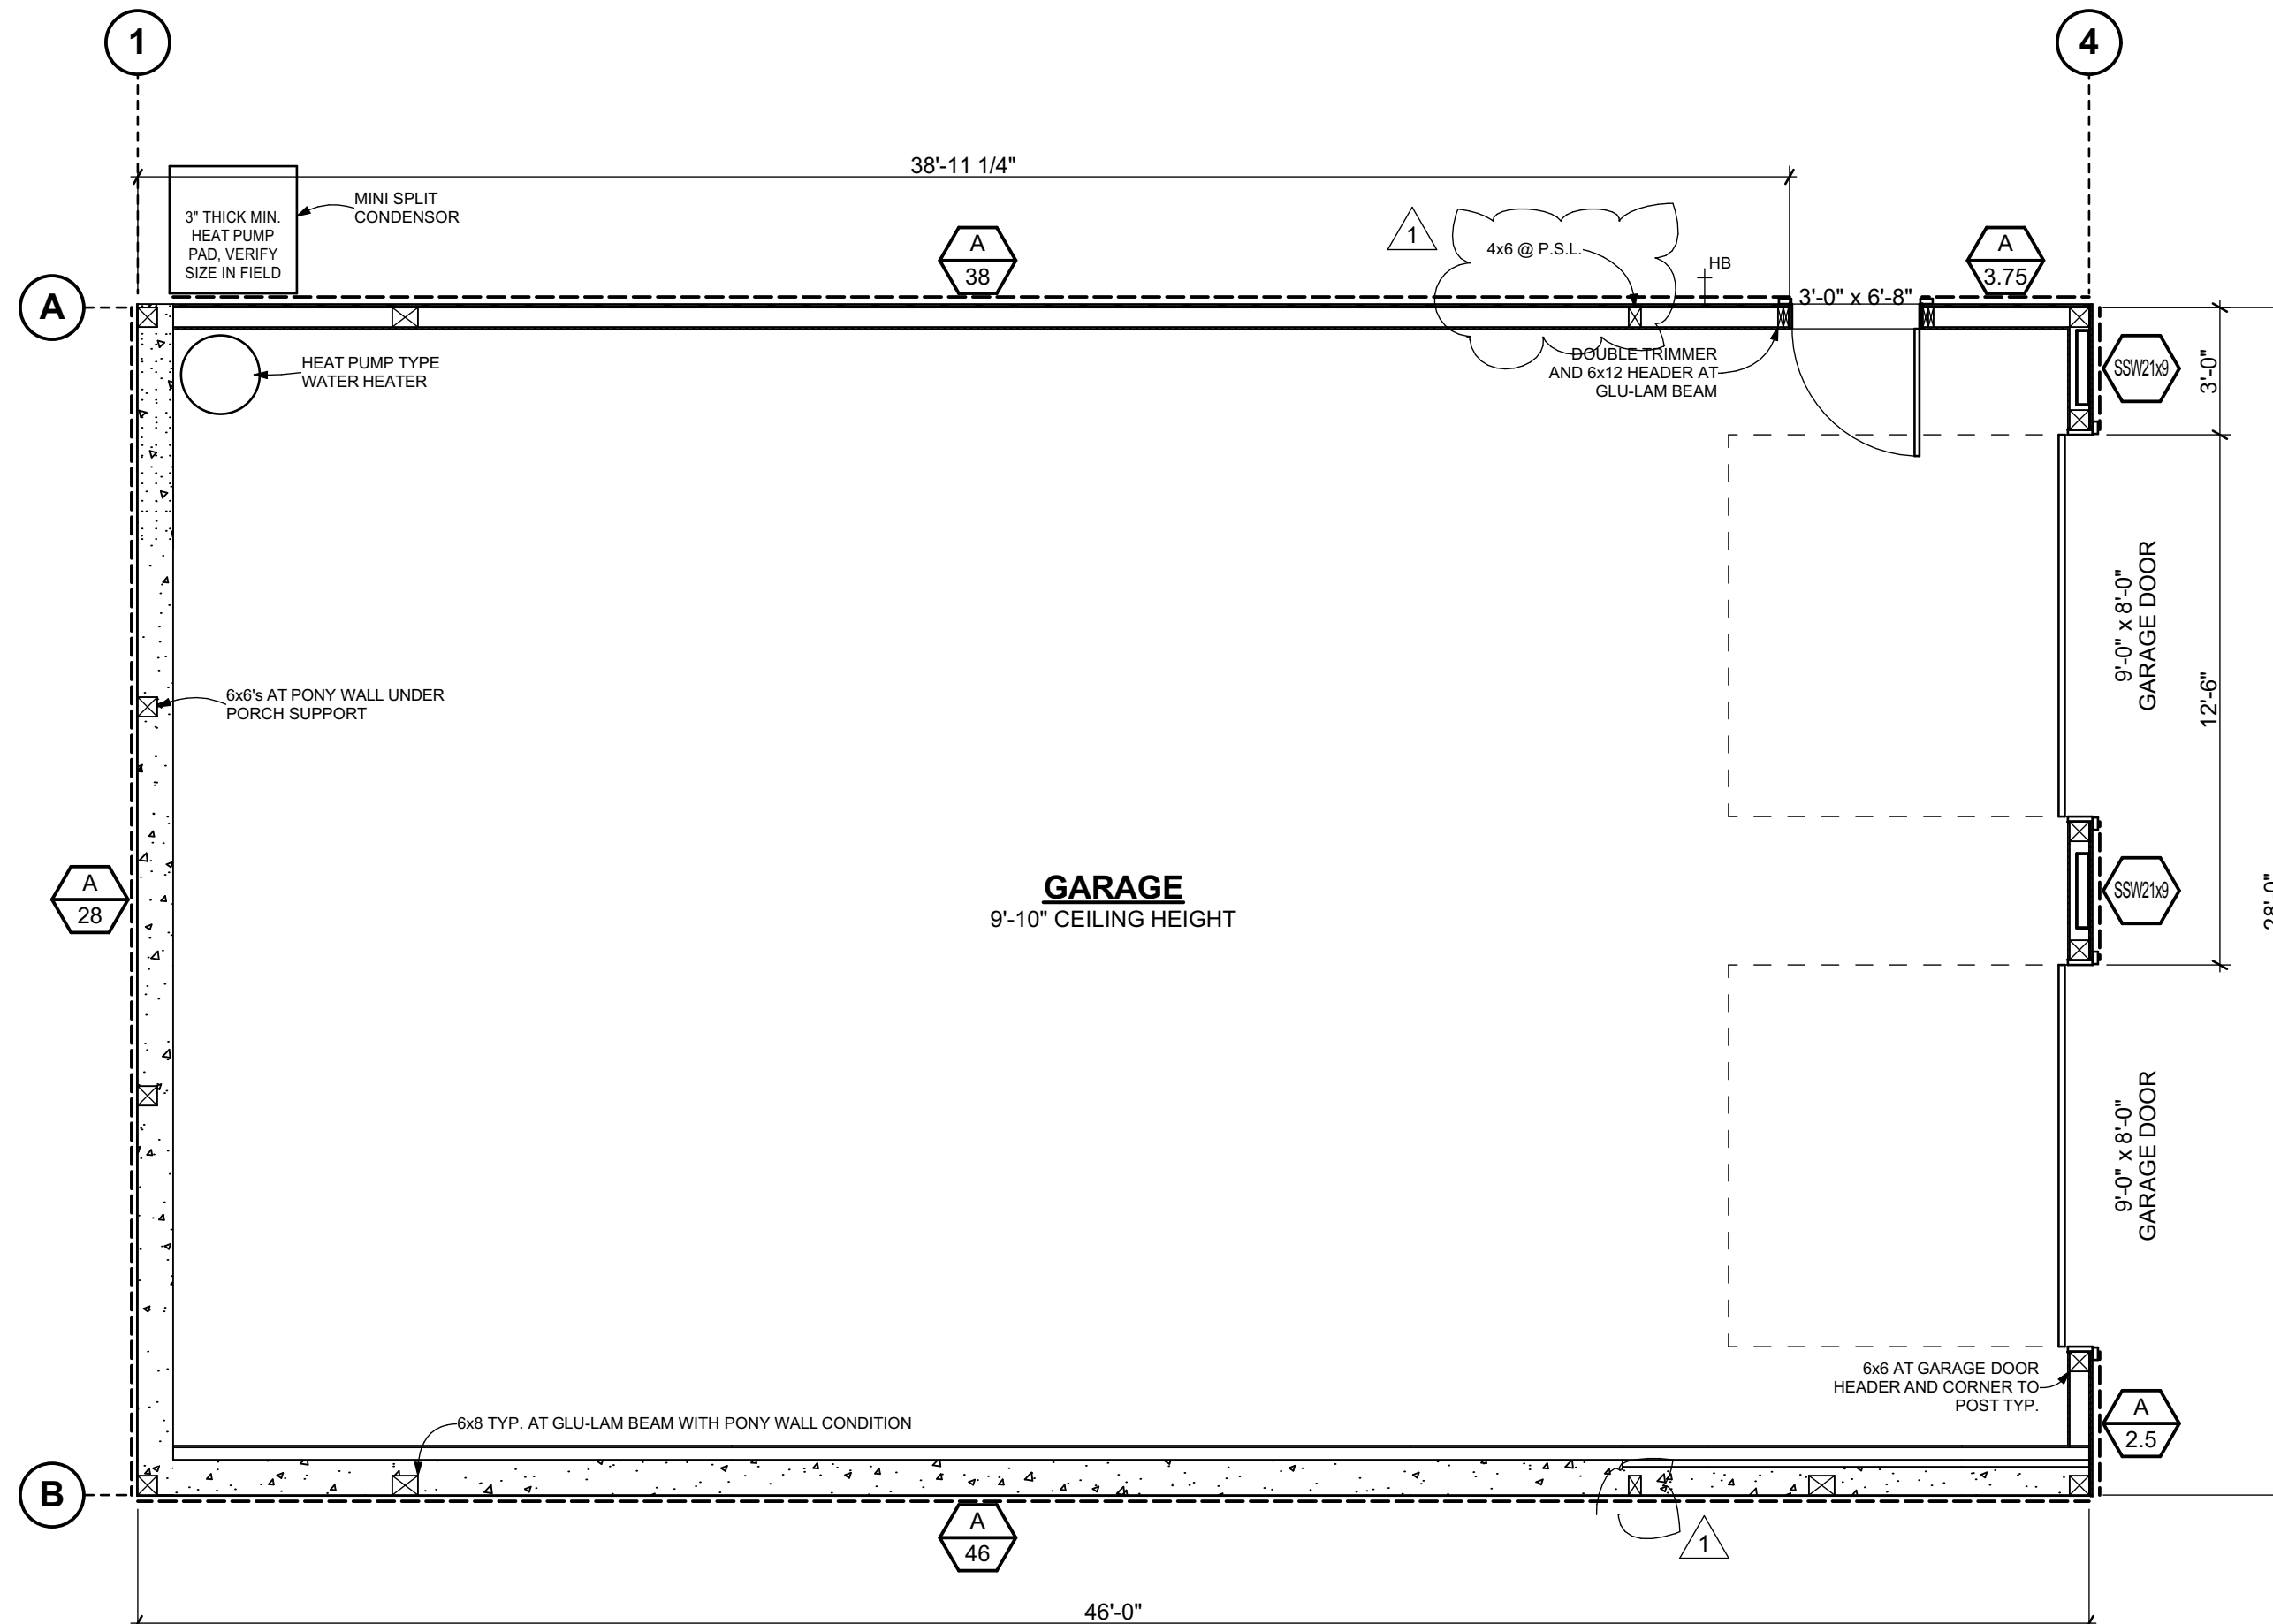 1
4
38'-11 1/4"
MINI SPLIT
CONDENSOR
3" THICK MIN.
HEAT PUMP
PAD, VERIFY
SIZE IN FIELD
A
38
1
4x6 @ P.S.L.
HB
A
3.75
A
3'-0" x 6'-8"
HEAT PUMP TYPE
WATER HEATER
DOUBLE TRIMMER
AND 6x12 HEADER AT
GLU-LAM BEAM
SSW21x9
3'-0"
9'-0" x 8'-0"
GARAGE DOOR
12'-6"
6x6's AT PONY WALL UNDER
PORCH SUPPORT
A
28
GARAGE
9'-10" CEILING HEIGHT
SSW21x9
28'-0"
9'-0" x 8'-0"
GARAGE DOOR
6x6 AT GARAGE DOOR
HEADER AND CORNER TO
POST TYP.
A
2.5
6x8 TYP. AT GLU-LAM BEAM WITH PONY WALL CONDITION
B
A
46
1
46'-0"